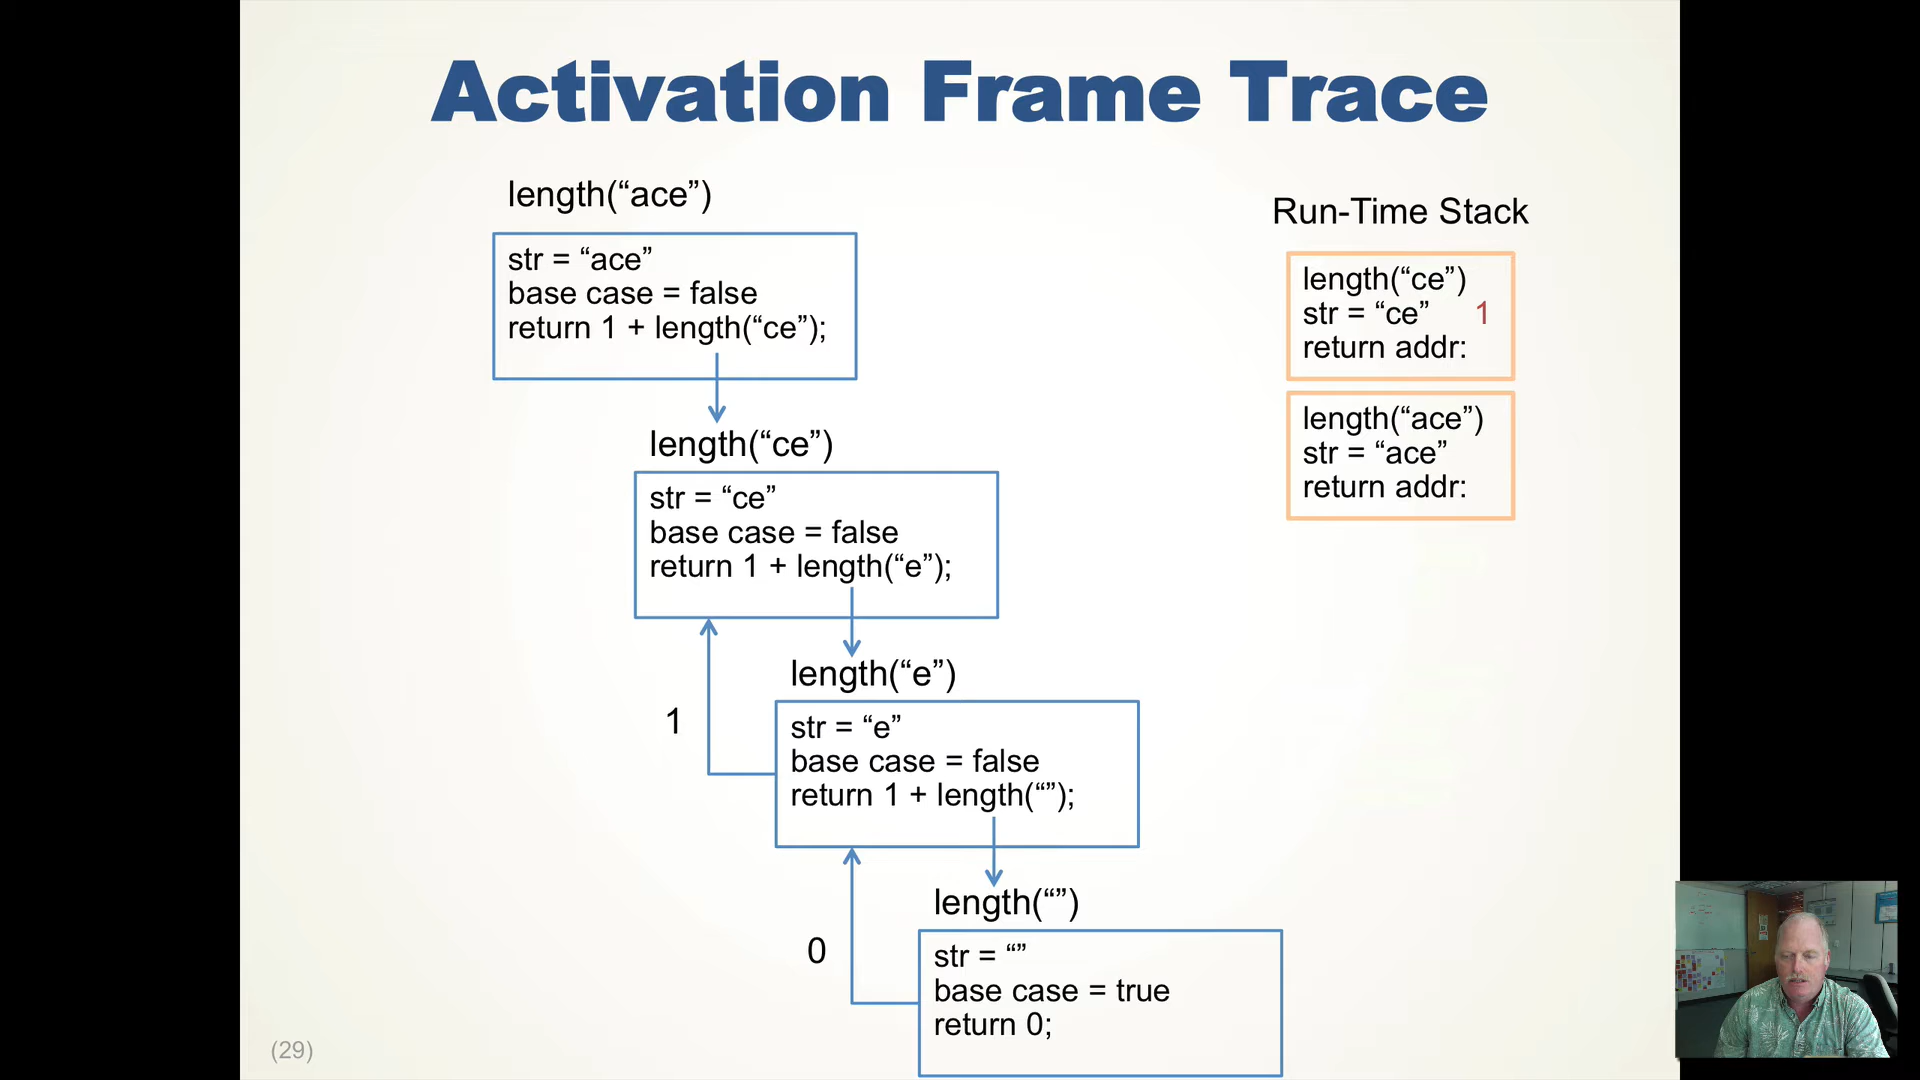 Activation Frame Trace
length(“ace”)
str = “ace”
base case = false
return 1 + length(“ce”);
length(“ce”)
str = “ce”
base case = false
return 1 + length(“e”);
1
length(“e”)
str = “e”
base case = false
return 1 + length(“”);
0
length(“”)
str = “”
base case = true
return 0;
Run-Time Stack
length(“ce”)
str = “ce” 1
return addr:
length(“ace”)
str = “ace”
return addr:
(29)